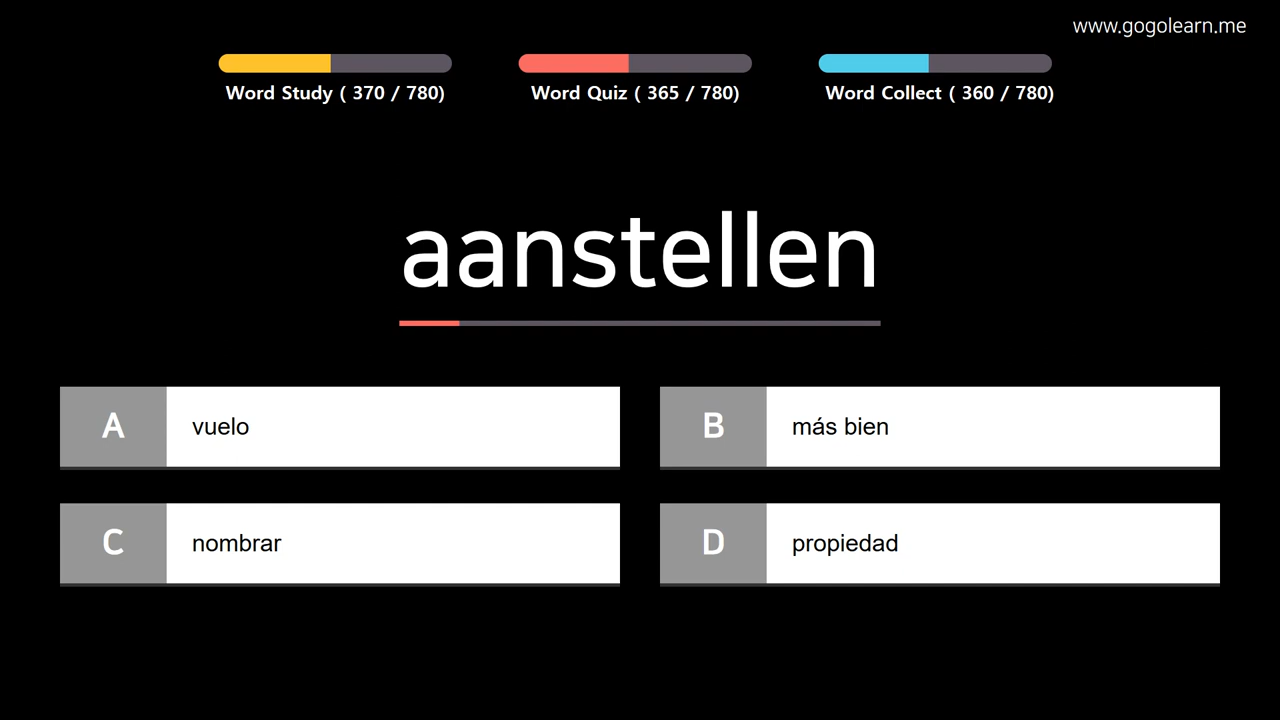 www.gogolearn.me
Word Study ( 370 / 780)
Word Quiz ( 365 / 780)
Word Collect ( 360 / 780)
aanstellen
A vuelo
B más bien
C nombrar
D propiedad